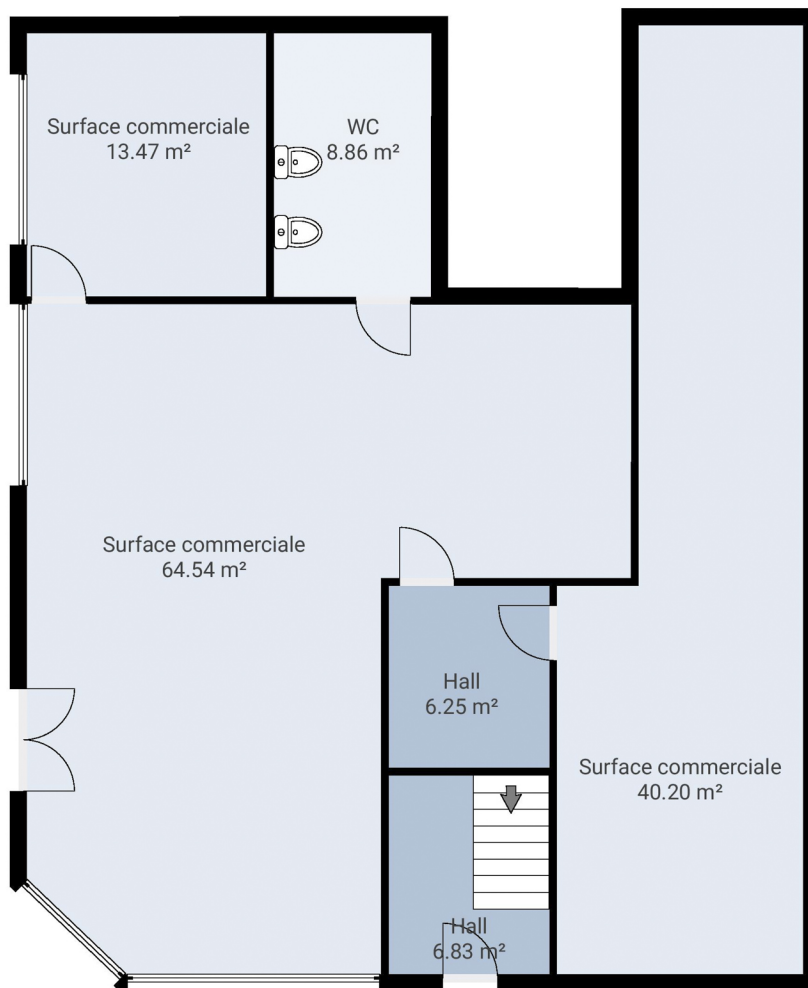 Surface commerciale
13.47 m²
WC
8.86 m²
Surface commerciale
64.54 m²
Hall
6.25 m²
Surface commerciale
40.20 m²
Hall
6.83 m²